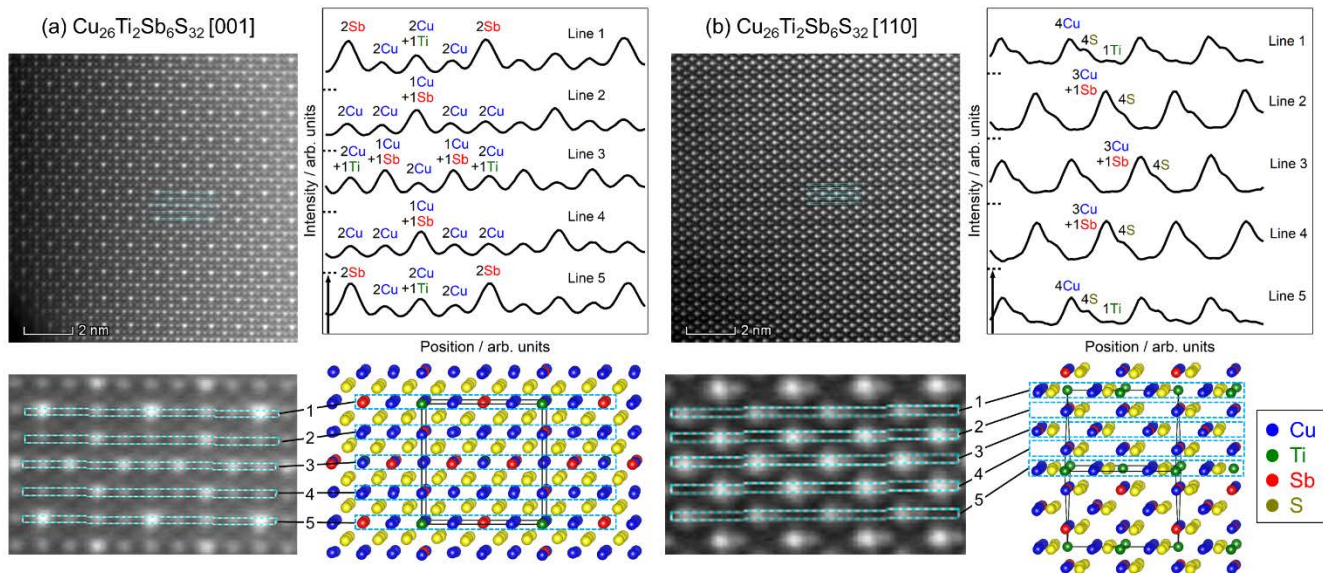 (a) Cu26Ti2Sb6S32 [001]
2 nm
2Sb 2Cu 2Cu +1Ti 2Cu 2Sb Line 1
2Cu 2Cu 1Cu +1Sb 2Cu 2Cu Line 2
2Cu +1Ti 1Cu +1Sb 2Cu 1Cu +1Sb 2Cu +1Ti Line 3
2Cu 2Cu 1Cu +1Sb 2Cu 2Cu Line 4
2Sb 2Cu 2Cu +1Ti 2Cu 2Sb Line 5
Intensity / arb. units
Position / arb. units
1
2
3
4
5
(b) Cu26Ti2Sb6S32 [110]
2 nm
4Cu 4S 1Ti Line 1
3Cu +1Sb 4S Line 2
3Cu +1Sb 4S Line 3
3Cu +1Sb 4S Line 4
4Cu 4S 1Ti Line 5
Intensity / arb. units
Position / arb. units
1
2
3
4
5
Cu
Ti
Sb
S